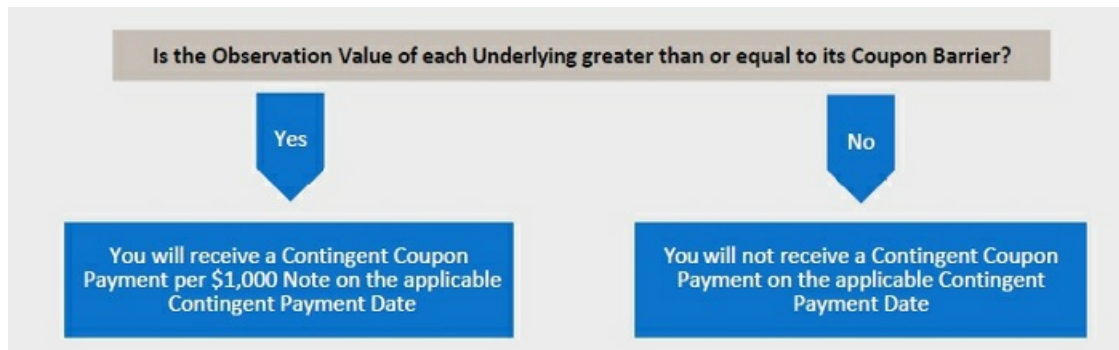 Is the Observation Value of each Underlying greater than or equal to its Coupon Barrier?
Yes
No
You will receive a Contingent Coupon
Payment per $1,000 Note on the applicable
Contingent Payment Date
You will not receive a Contingent Coupon
Payment on the applicable Contingent
Payment Date